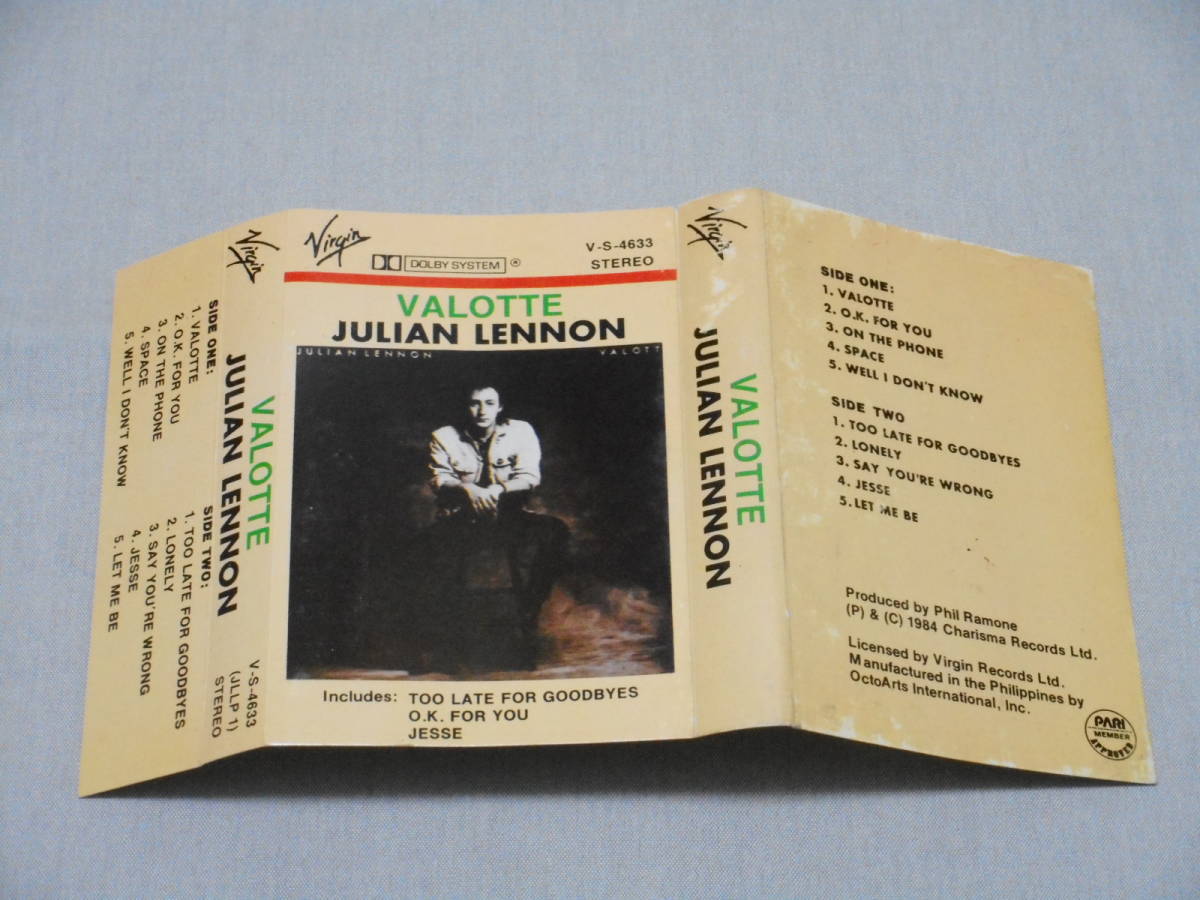 SIDE ONE:
1. VALOTTE
2. O.K. FOR YOU
3. ON THE PHONE
4. SPACE
5. WELL I DON'T KNOW
SIDE TWO:
1. TOO LATE FOR GOODBYES
2. LONELY
3. SAY YOU'RE WRONG
4. JESSE
5. LET ME BE
Virgin
VALOTTE
JULIAN LENNON
V-S-4633
(JLLP 1)
STEREO
Virgin
DOLBY SYSTEM ®
V-S-4633
STEREO
VALOTTE
JULIAN LENNON
JULIAN LENNON VALOTT
Includes: TOO LATE FOR GOODBYES
O.K. FOR YOU
JESSE
Virgin
VALOTTE
JULIAN LENNON
SIDE ONE:
1. VALOTTE
2. O.K. FOR YOU
3. ON THE PHONE
4. SPACE
5. WELL I DON'T KNOW
SIDE TWO
1. TOO LATE FOR GOODBYES
2. LONELY
3. SAY YOU'RE WRONG
4. JESSE
5. LET ME BE
Produced by Phil Ramone
(P) & (C) 1984 Charisma Records Ltd.
Licensed by Virgin Records Ltd.
Manufactured in the Philippines by
OctoArts International, Inc.
PARI
MEMBER
APPROVED